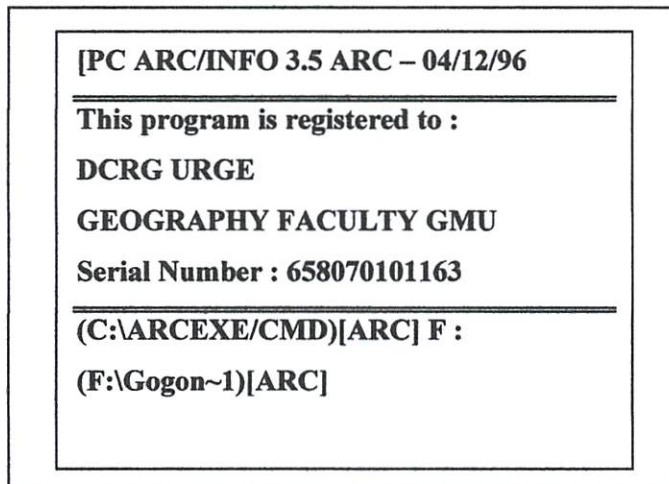 [PC ARC/INFO 3.5 ARC – 04/12/96
This program is registered to :
DCRG URGE
GEOGRAPHY FACULTY GMU
Serial Number : 658070101163
(C:\ARCEXE/CMD)[ARC] F :
(F:\Gogon~1)[ARC]